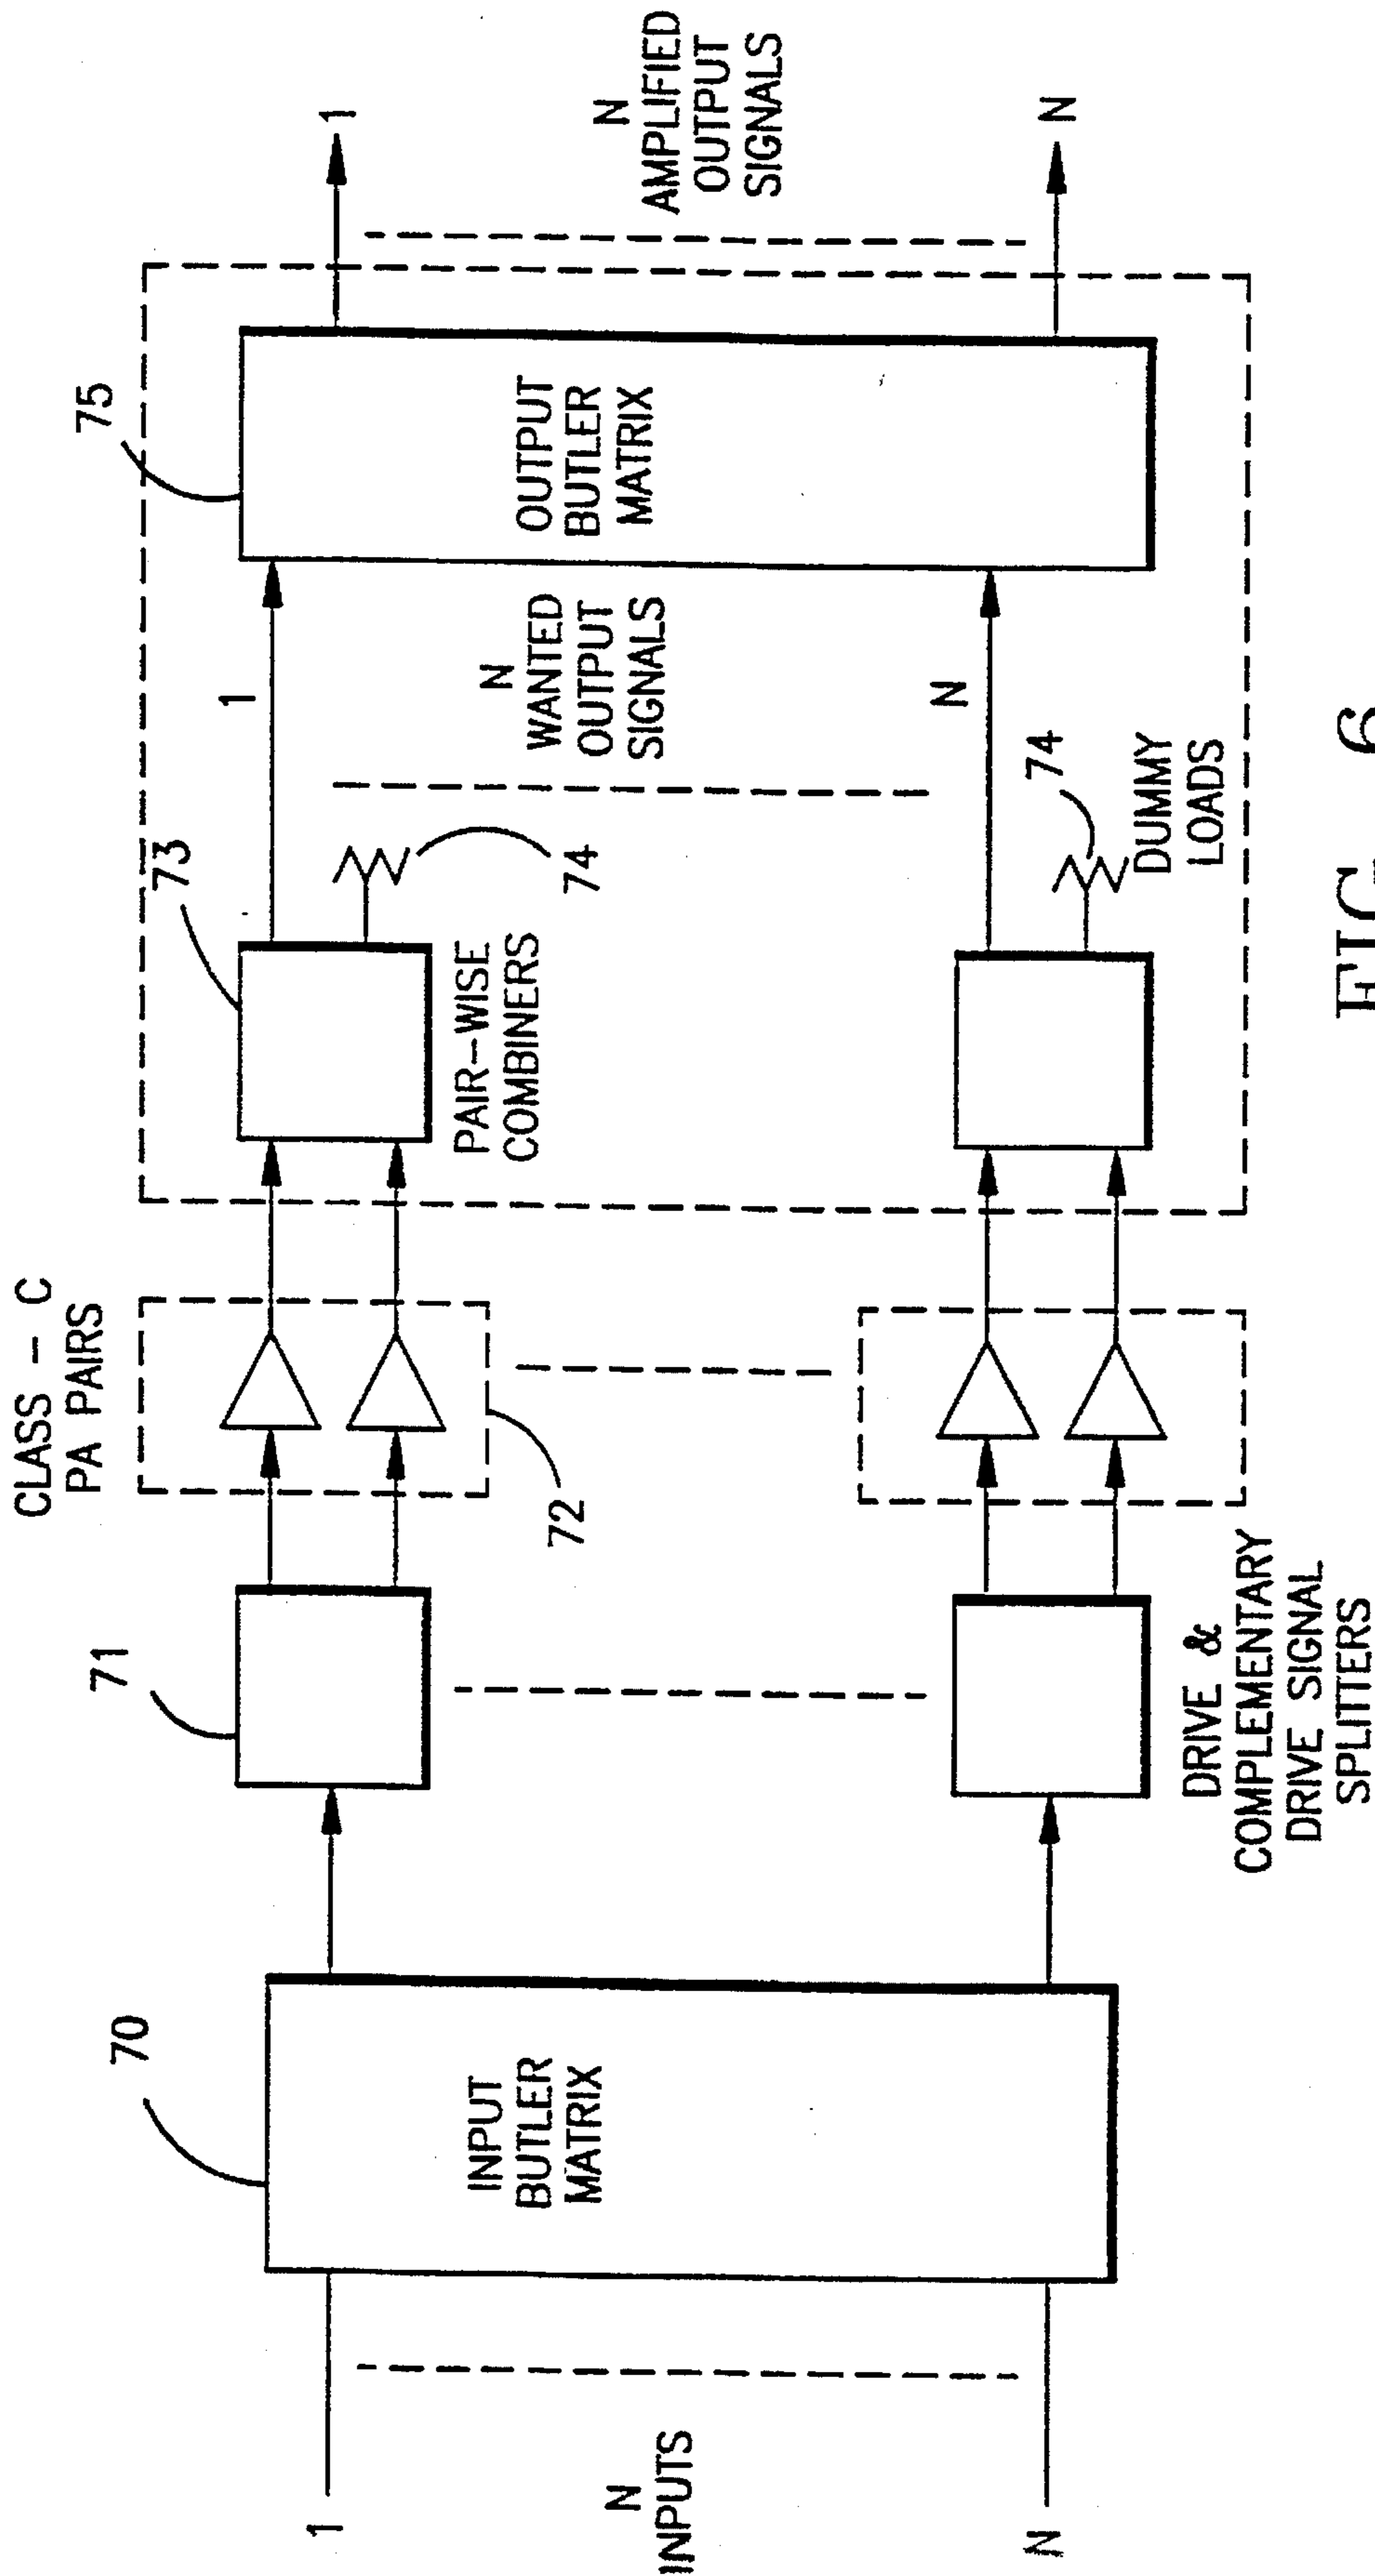 1
N
INPUTS
N
70
INPUT
BUTLER
MATRIX
71
DRIVE &
COMPLEMENTARY
DRIVE SIGNAL
SPLITTERS
CLASS – C
PA PAIRS
72
73
PAIR–WISE
COMBINERS
74
74
DUMMY
LOADS
1
N
WANTED
OUTPUT
SIGNALS
N
75
OUTPUT
BUTLER
MATRIX
1
N
AMPLIFIED
OUTPUT
SIGNALS
N
FIG. 6